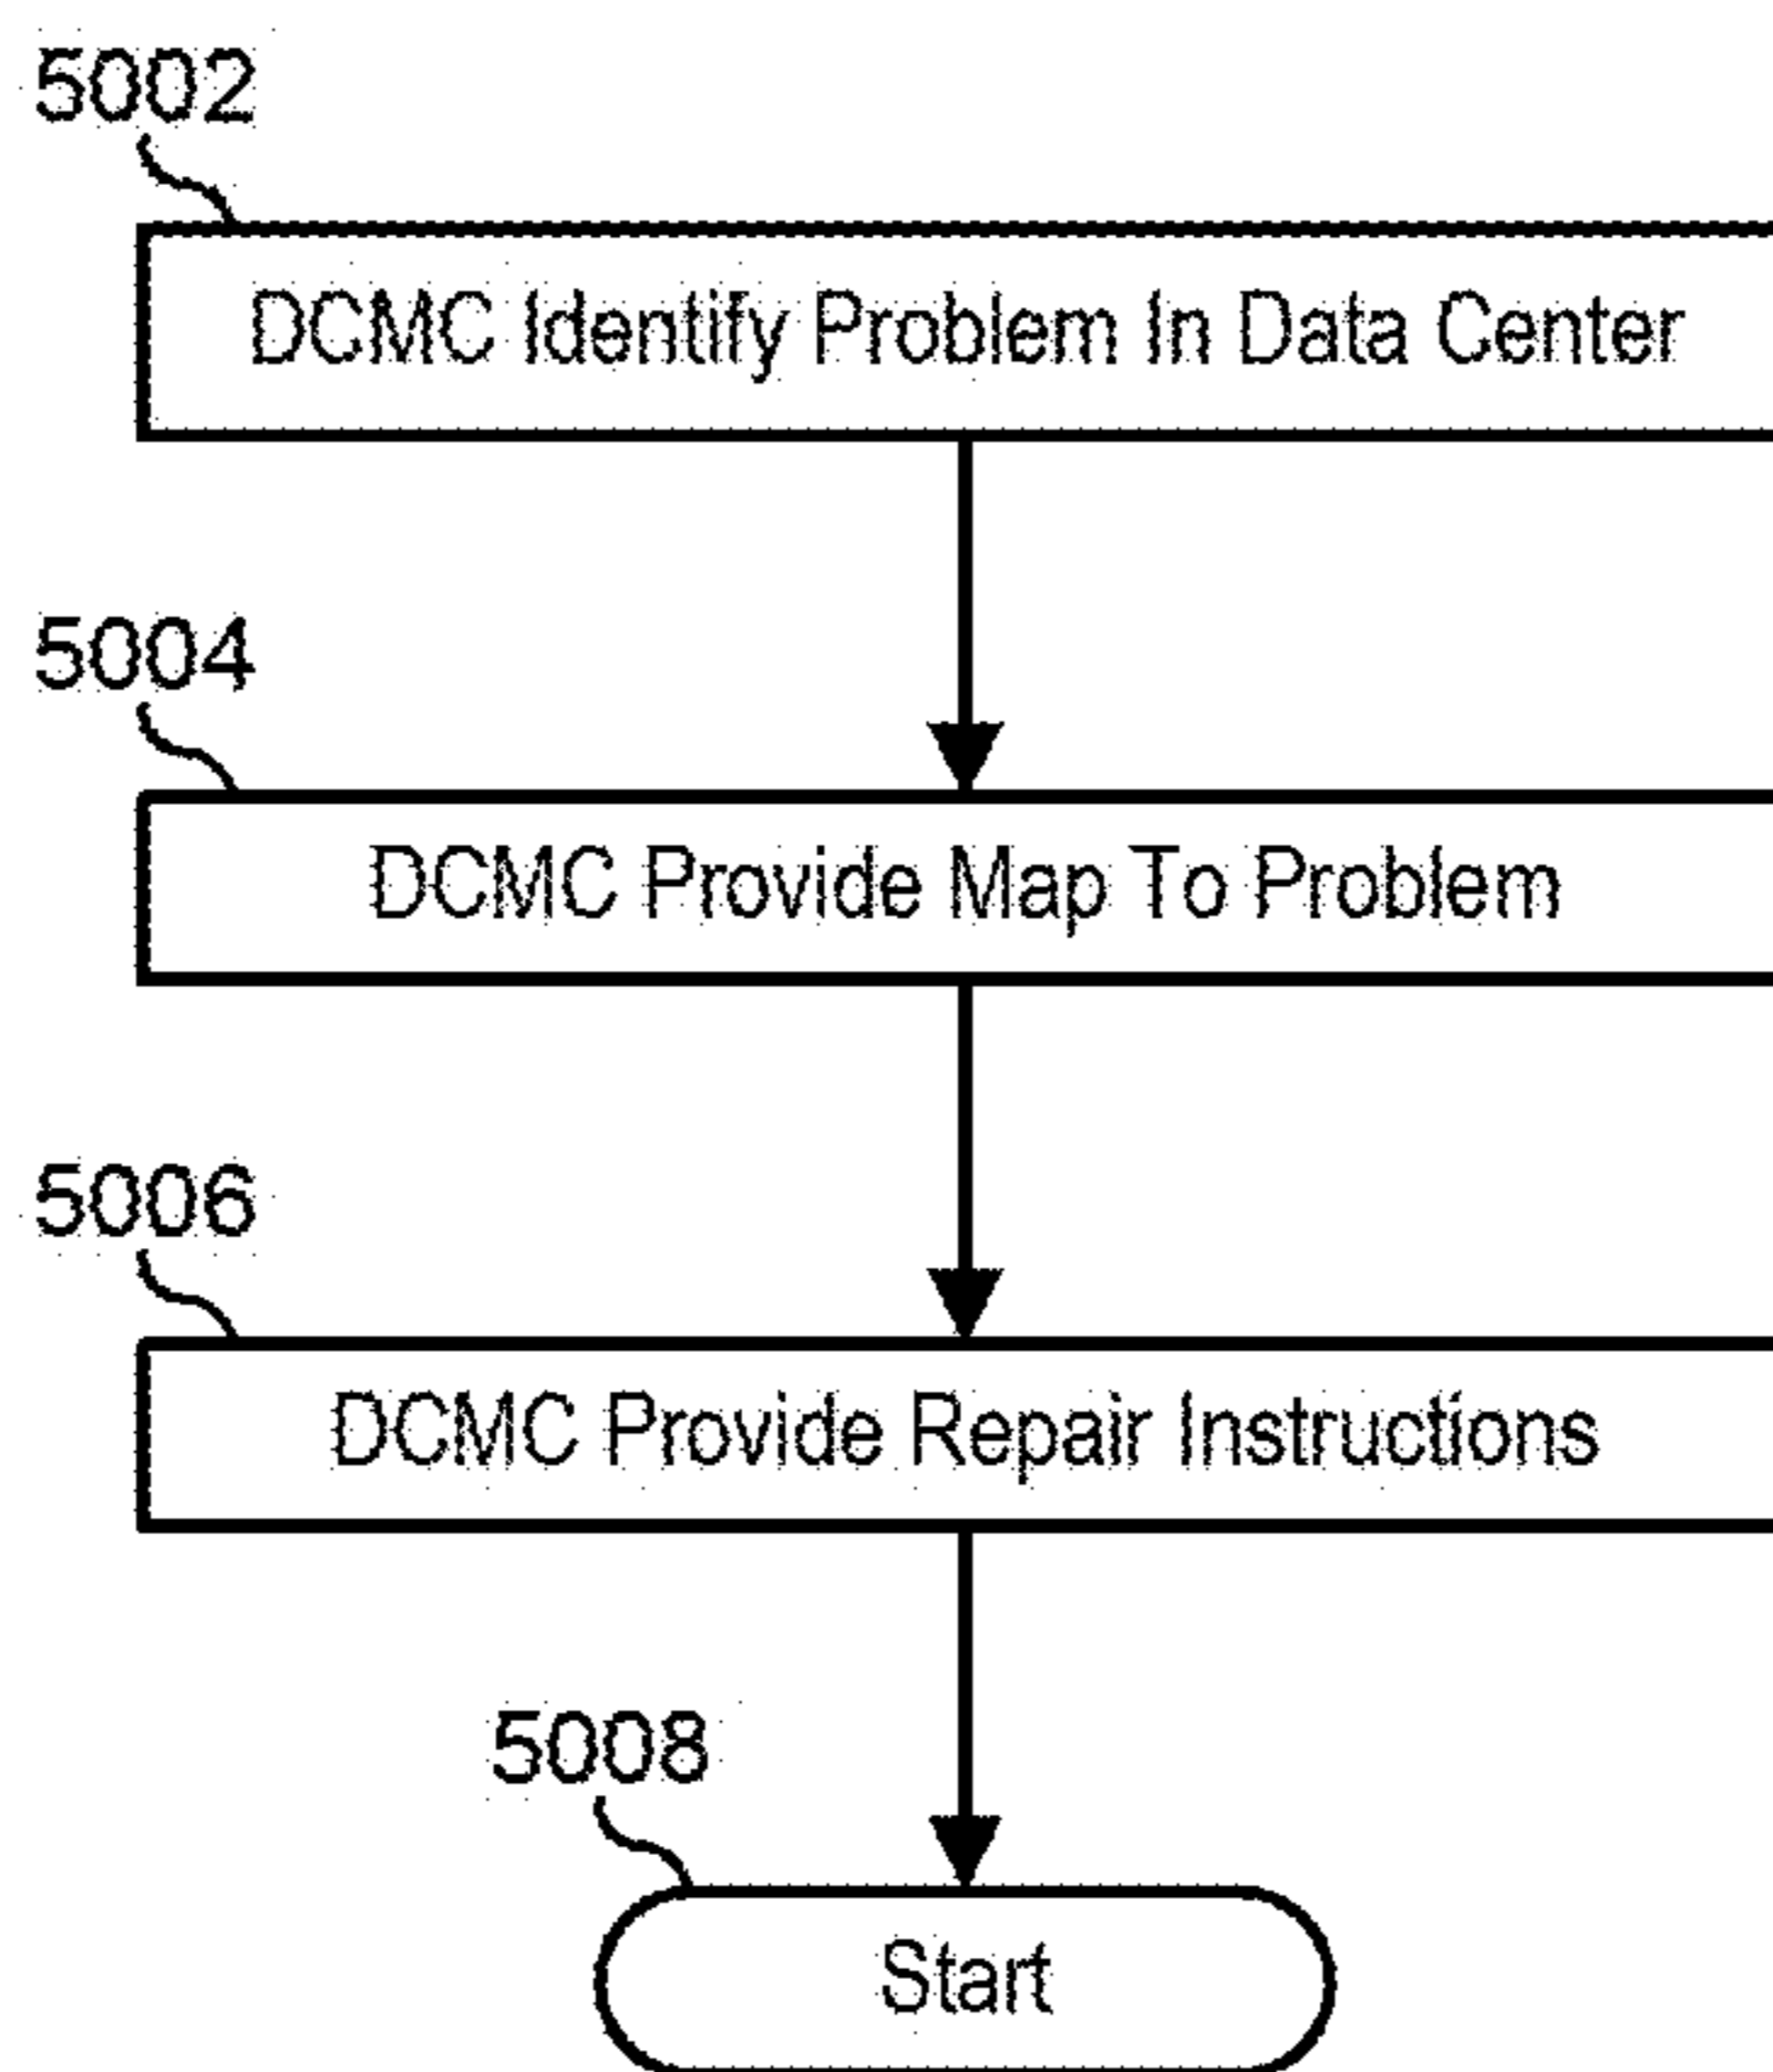 5002
DCMC Identify Problem In Data Center
5004
DCMC Provide Map To Problem
5006
DCMC Provide Repair Instructions
5008
Start